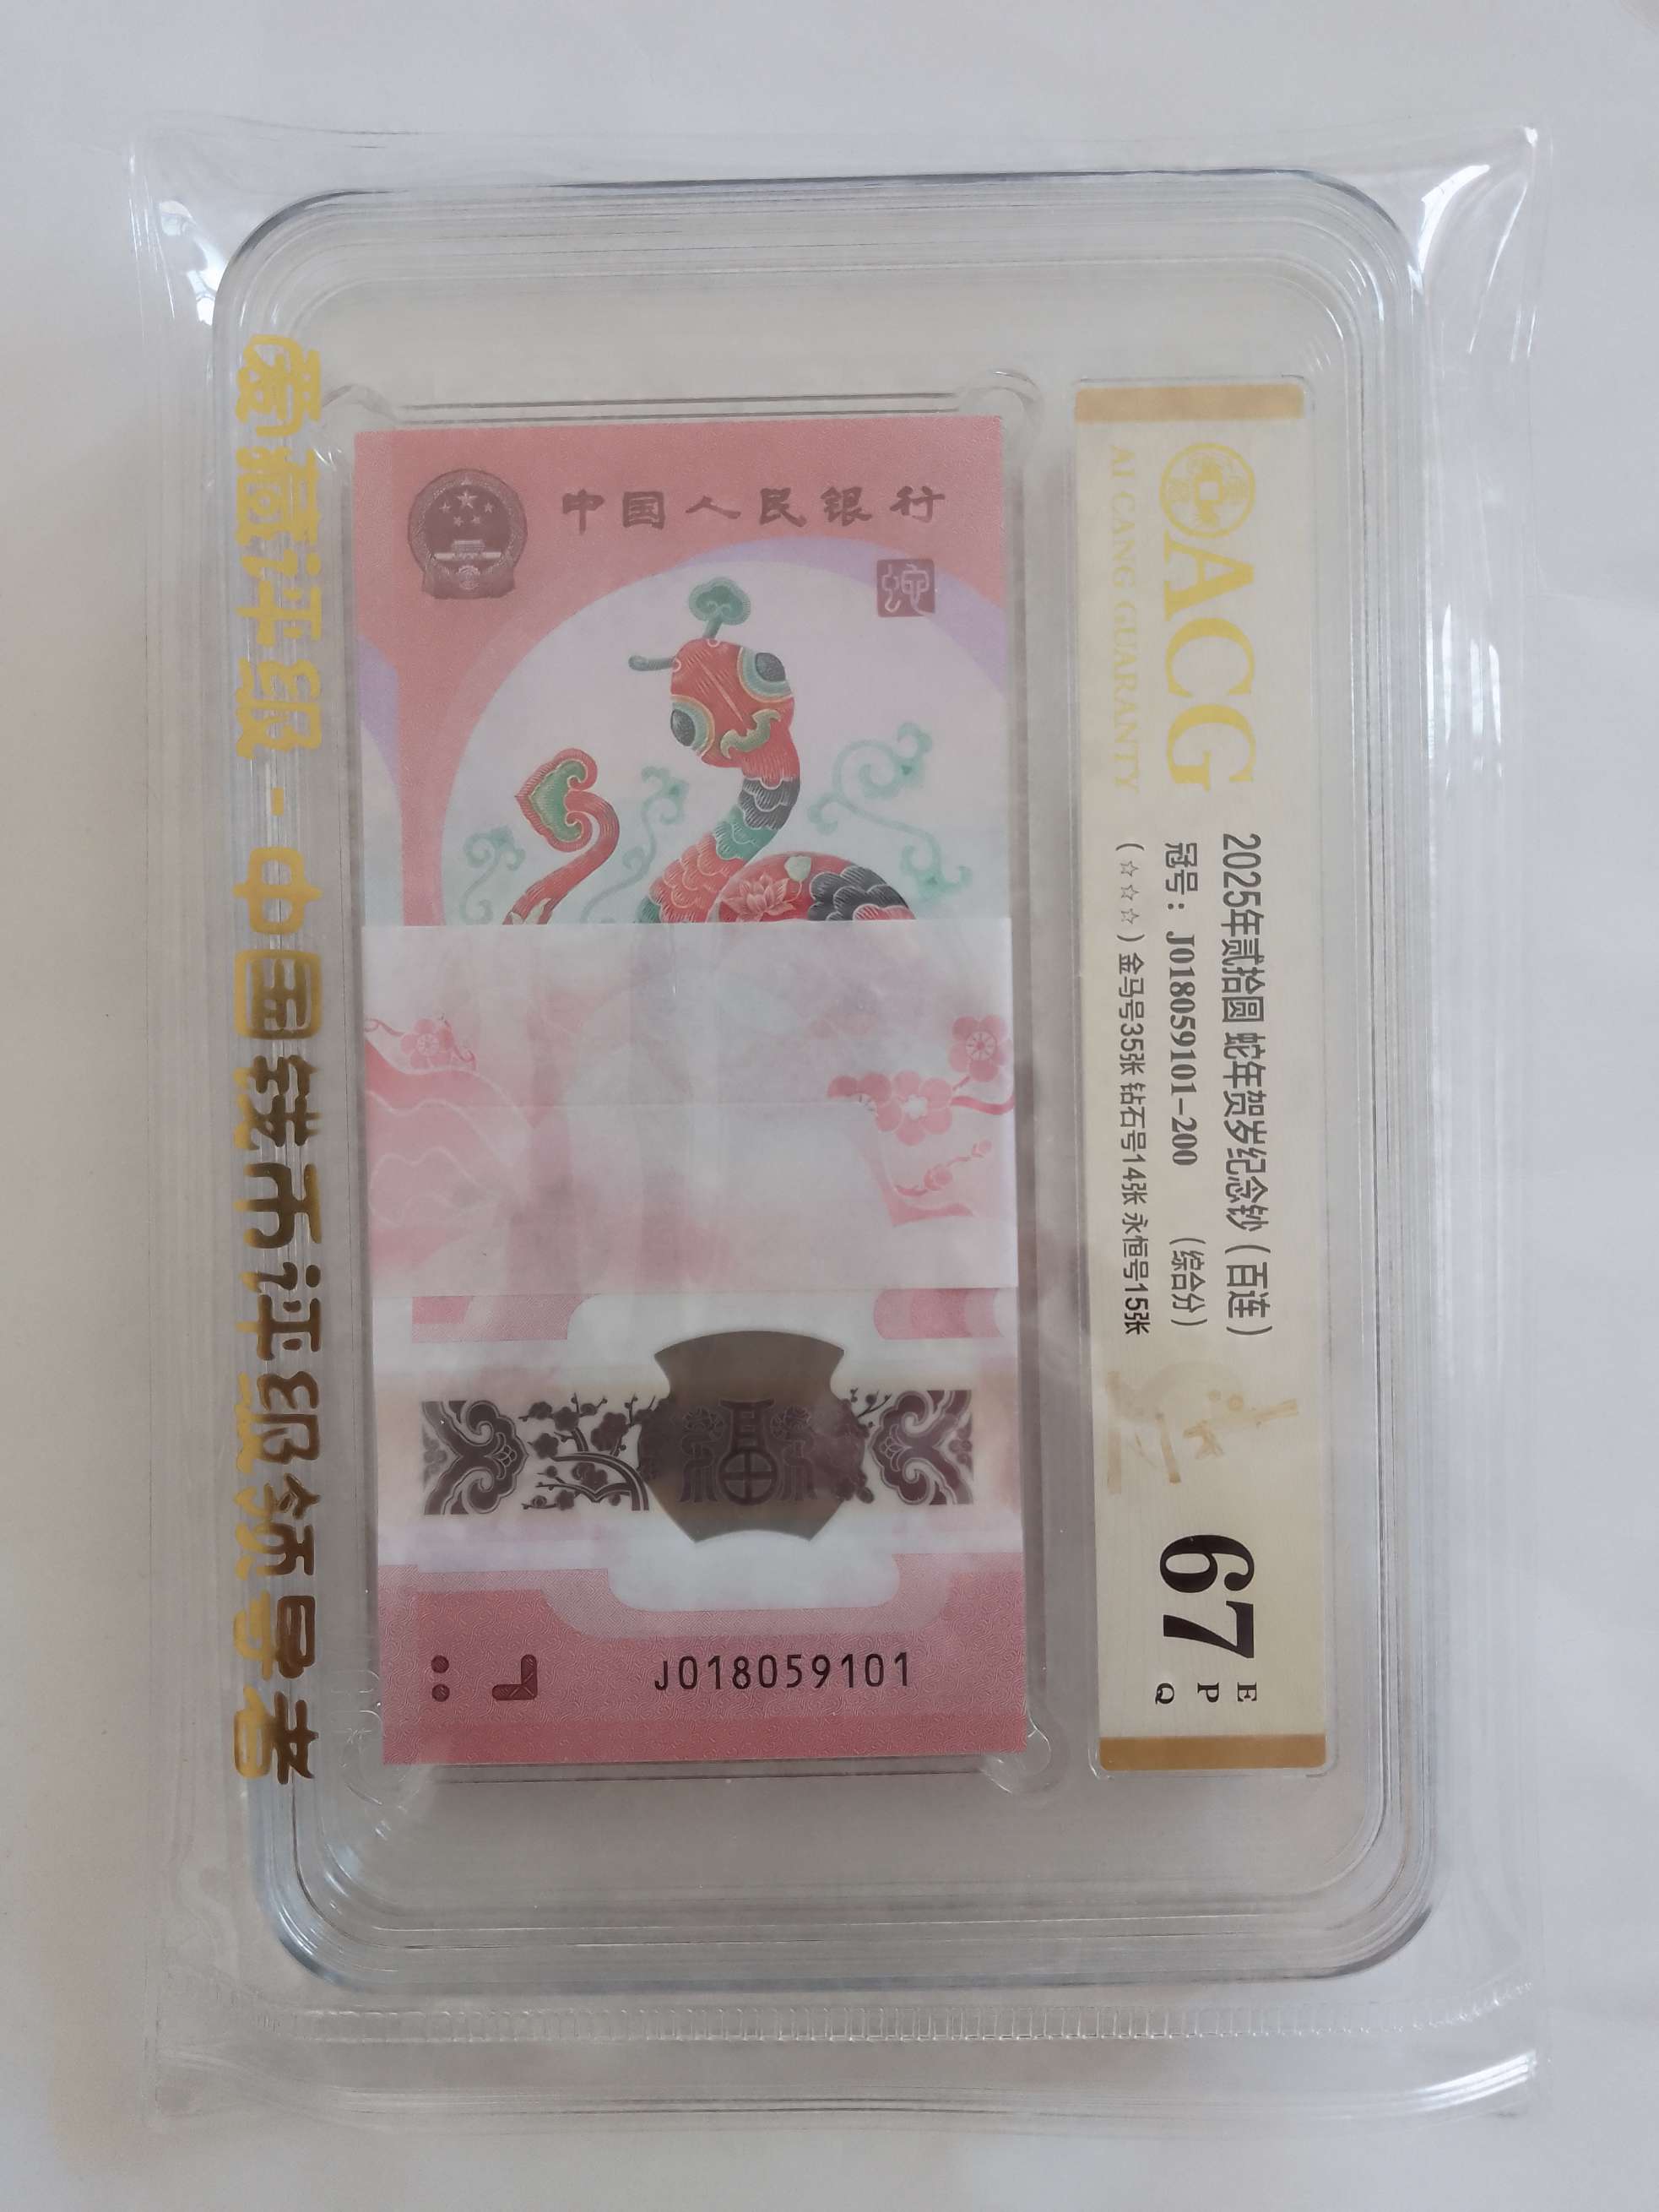 爱藏评级 - 中国钱币评级领导者
中国人民银行
蛇
J018059101
ACG
AI CANG GUARANTY
2025年贰拾圆 蛇年贺岁纪念钞（百连）
冠号：J018059101-200 （综合分）
（☆☆☆）金马号35张 钻石号14张 永恒号15张
67
E
P
Q